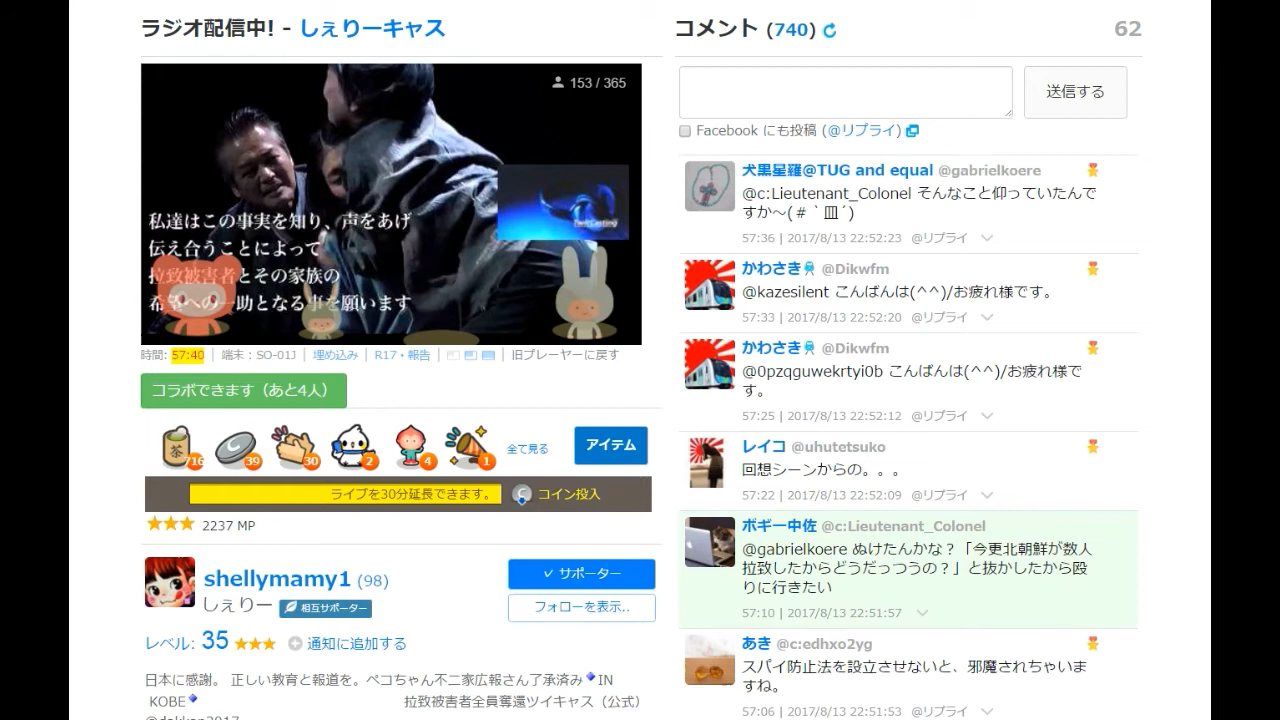 ラジオ配信中! - しぇりーキャス
153 / 365
私達はこの事実を知り、声をあげ
伝え合うことによって
拉致被害者とその家族の
希望への一助となる事を願います
TwitCasting
時間: 57:40 | 端末 : SO-01J | 埋め込み | R17・報告 | 旧プレーヤーに戻す
コラボできます（あと4人）
茶
716
39
30
2
4
1
全て見る
アイテム
ライブを30分延長できます。
コイン投入
2237 MP
shellymamy1 (98)
しぇりー 相互サポーター
✓ サポーター
フォローを表示..
レベル: 35 通知に追加する
日本に感謝。 正しい教育と報道を。ペコちゃん不二家広報さん了承済み IN
KOBE 拉致被害者全員奪還ツイキャス（公式）
コメント (740) 62
送信する
Facebook にも投稿 (@リプライ)
犬黒星羅@TUG and equal @gabrielkoere
@c:Lieutenant_Colonel そんなこと仰っていたんで
すか～(＃｀皿´)
57:36 | 2017/8/13 22:52:23 @リプライ
かわさき @Dikwfm
@kazesilent こんばんは(^^)/お疲れ様です。
57:33 | 2017/8/13 22:52:20 @リプライ
かわさき @Dikwfm
@0pzqguwekrtyi0b こんばんは(^^)/お疲れ様で
す。
57:25 | 2017/8/13 22:52:12 @リプライ
レイコ @uhutetsuko
回想シーンからの。。。
57:22 | 2017/8/13 22:52:09 @リプライ
ボギー中佐 @c:Lieutenant_Colonel
@gabrielkoere ぬけたんかな？「今更北朝鮮が数人
拉致したからどうだっつうの？」と抜かしたから殴
りに行きたい
57:10 | 2017/8/13 22:51:57
あき @c:edhxo2yg
スパイ防止法を設立させないと、邪魔されちゃいま
すね。
57:06 | 2017/8/13 22:51:53 @リプライ